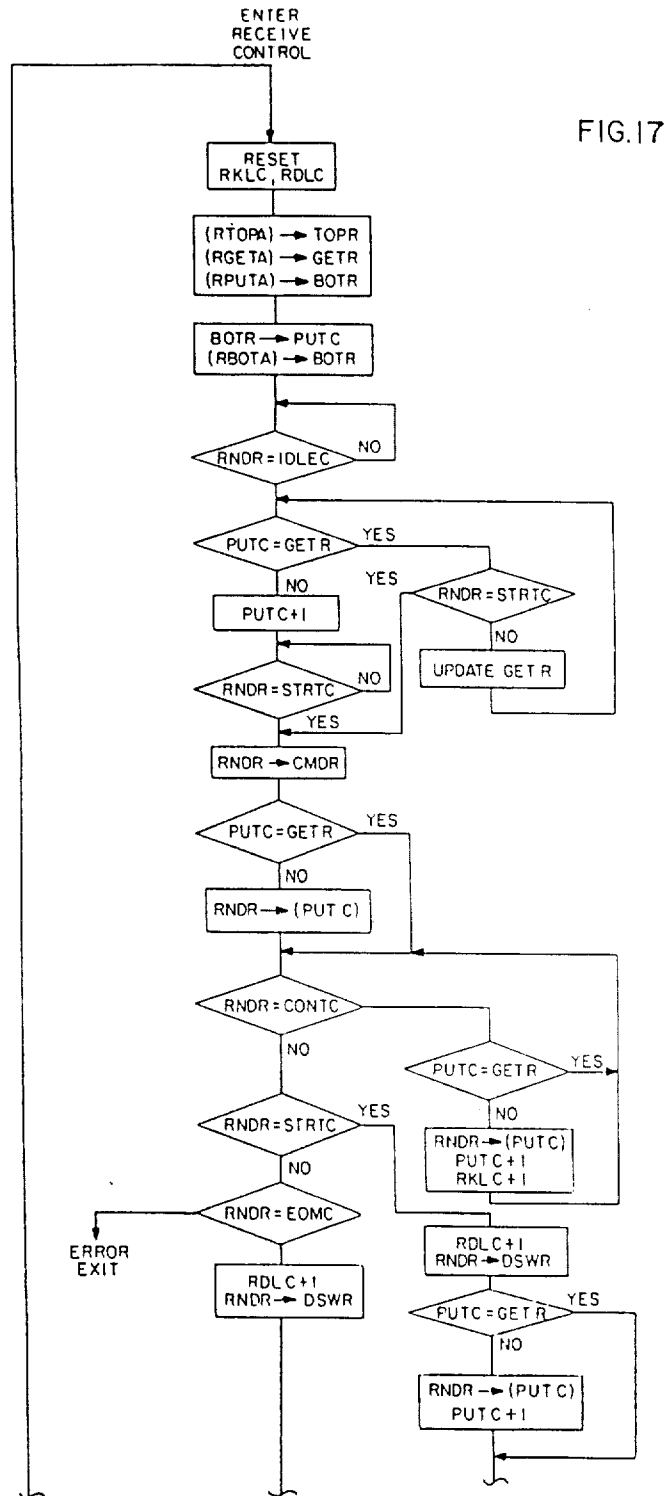 ENTER
RECEIVE
CONTROL
FIG.17
RESET
RKLC, RDLC
(RTOPA) → TOPR
(RGETA) → GETR
(RPUTA) → BOTR
BOTR → PUTC
(RBOTA) → BOTR
RNDR=IDLEC
NO
PUTC=GETR
YES
NO
YES
RNDR=STRTC
NO
PUTC+1
UPDATE GETR
RNDR=STRTC
NO
YES
RNDR → CMDR
PUTC=GETR
YES
NO
RNDR → (PUTC)
RNDR=CONTC
NO
PUTC=GETR
YES
NO
RNDR → (PUTC)
PUTC+1
RKLC+1
RNDR=STRTC
YES
NO
RNDR=EOMC
ERROR
EXIT
RDLC+1
RNDR → DSWR
RDLC+1
RNDR → DSWR
PUTC=GETR
YES
NO
RNDR → (PUTC)
PUTC+1